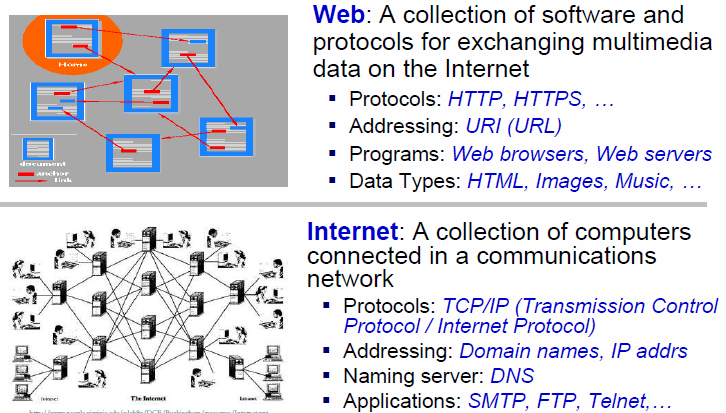 Web: A collection of software and
protocols for exchanging multimedia
data on the Internet
▪ Protocols: HTTP, HTTPS, …
▪ Addressing: URI (URL)
▪ Programs: Web browsers, Web servers
▪ Data Types: HTML, Images, Music, …
Home
document
anchor
link
Internet: A collection of computers
connected in a communications
network
▪ Protocols: TCP/IP (Transmission Control
Protocol / Internet Protocol)
▪ Addressing: Domain names, IP addrs
▪ Naming server: DNS
▪ Applications: SMTP, FTP, Telnet,…
Intranet
The Internet
Intranet